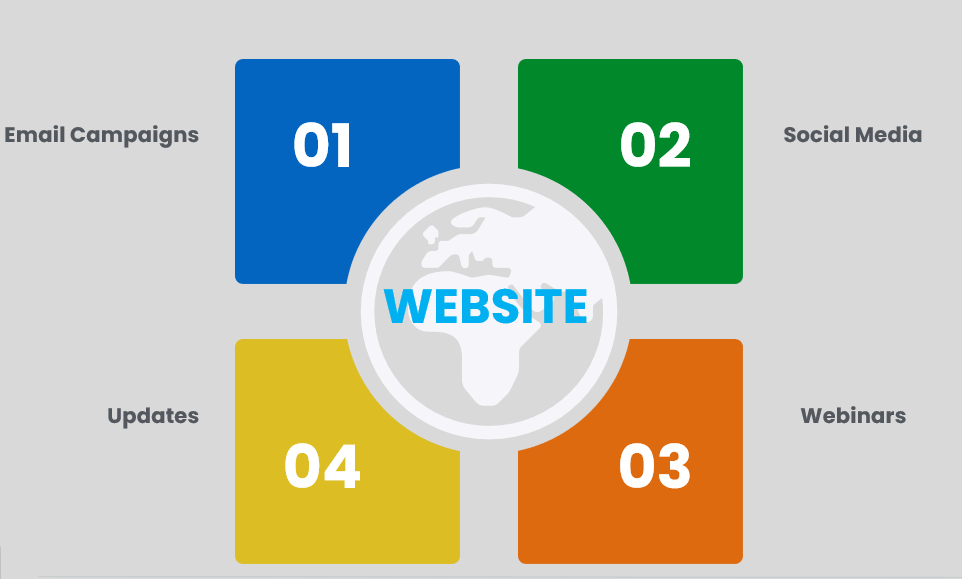 Email Campaigns
01
02
Social Media
WEBSITE
Updates
04
03
Webinars